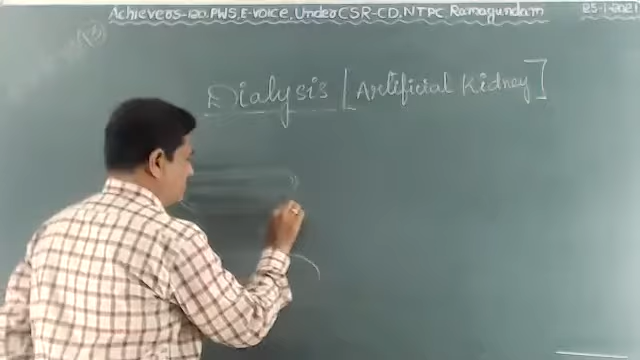 Achievers-120, PWS, E-VOICE, Under CSR-CD, NTPC, Ramagundam 25-1-2021
Dialysis [Artificial Kidney]